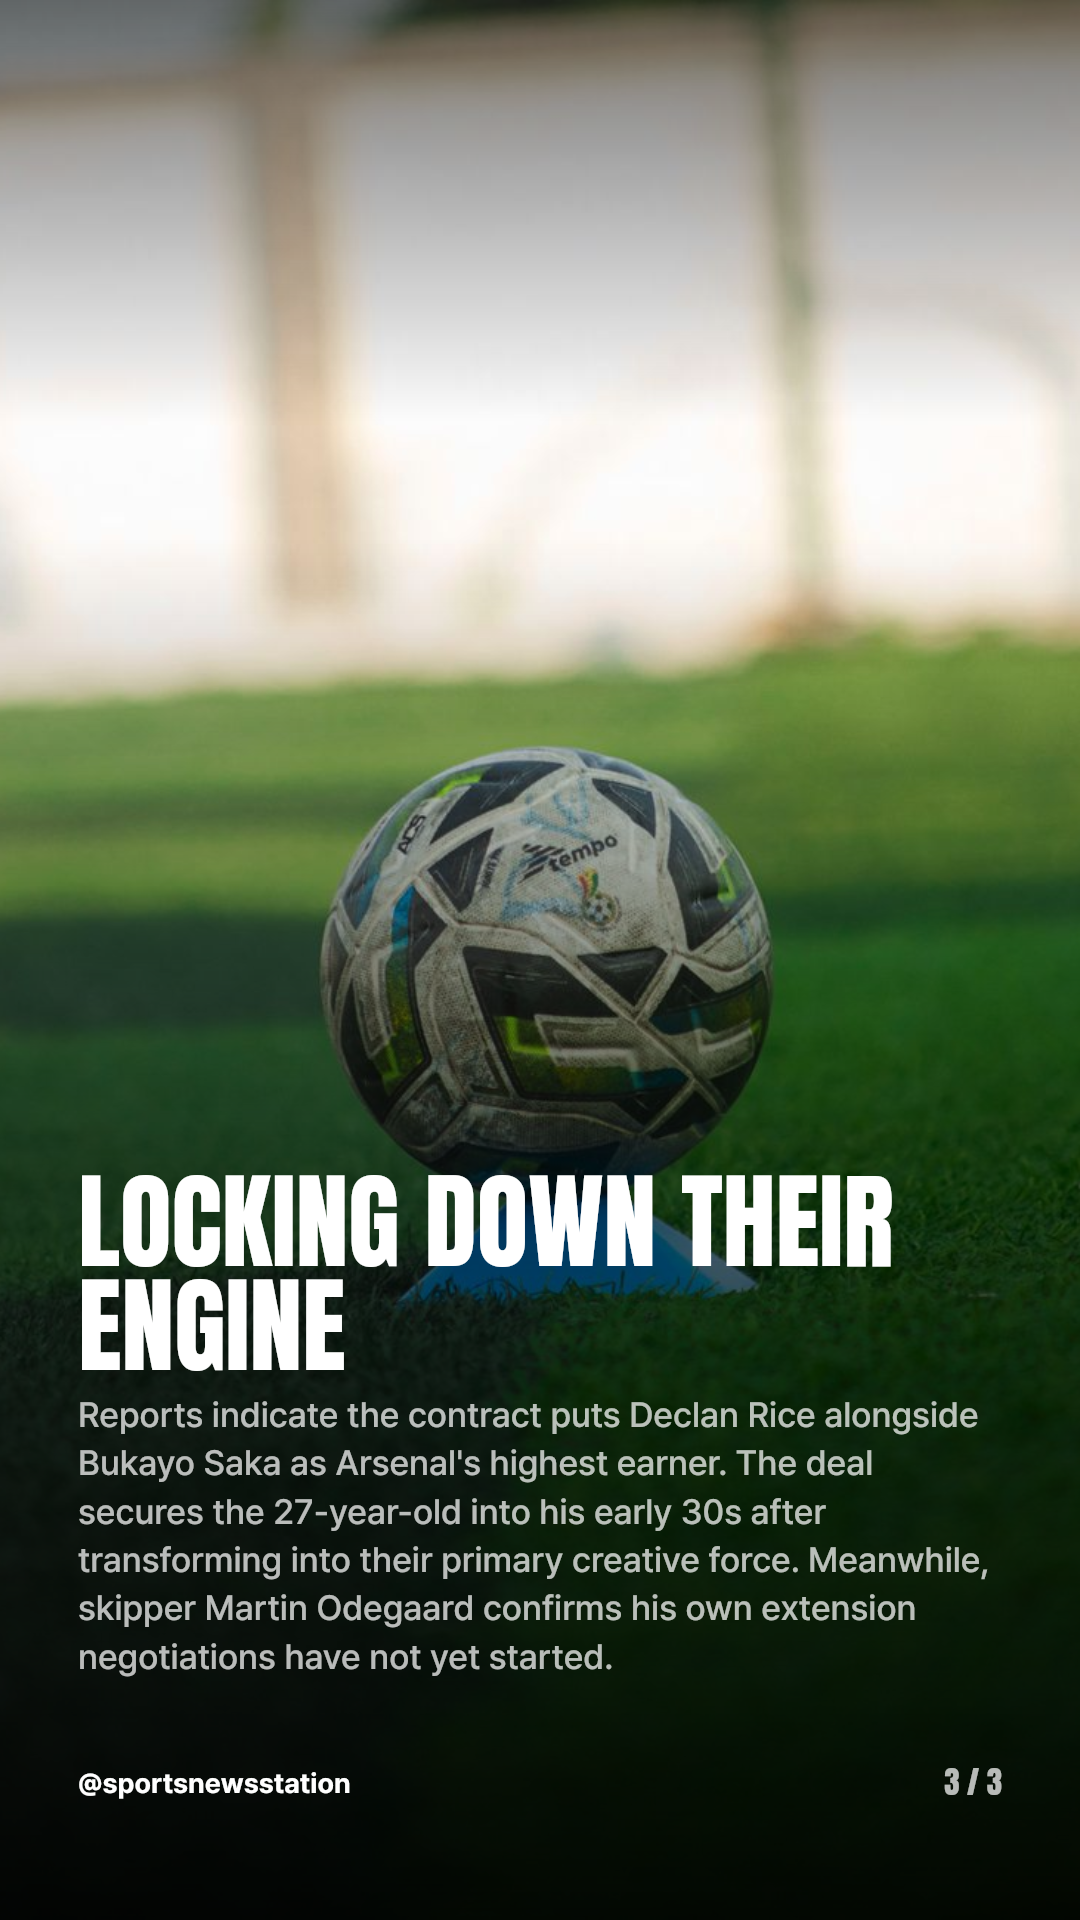 ACS
tempo
LOCKING DOWN THEIR
ENGINE
Reports indicate the contract puts Declan Rice alongside
Bukayo Saka as Arsenal's highest earner. The deal
secures the 27-year-old into his early 30s after
transforming into their primary creative force. Meanwhile,
skipper Martin Odegaard confirms his own extension
negotiations have not yet started.
@sportsnewsstation
3 / 3